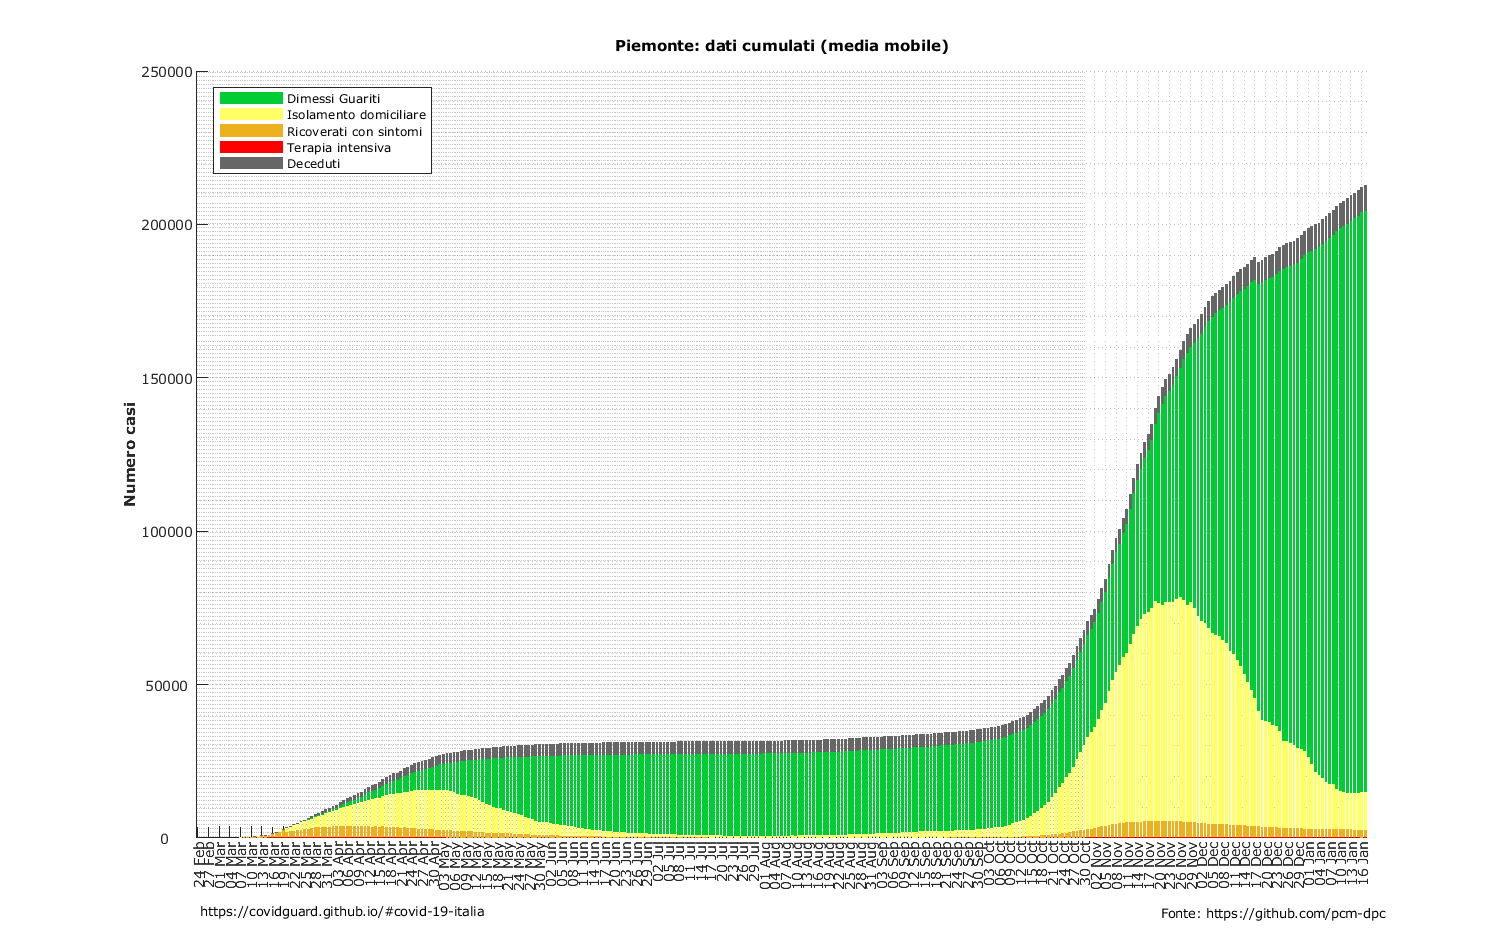 Piemonte: dati cumulati (media mobile)
250000
200000
150000
100000
50000
0
Numero casi
Dimessi Guariti
Isolamento domiciliare
Ricoverati con sintomi
Terapia intensiva
Deceduti
24 Feb
27 Feb
01 Mar
04 Mar
07 Mar
10 Mar
13 Mar
16 Mar
19 Mar
22 Mar
25 Mar
28 Mar
31 Mar
03 Apr
06 Apr
09 Apr
12 Apr
15 Apr
18 Apr
21 Apr
24 Apr
27 Apr
30 Apr
03 May
06 May
09 May
12 May
15 May
18 May
21 May
24 May
27 May
30 May
02 Jun
05 Jun
08 Jun
11 Jun
14 Jun
17 Jun
20 Jun
23 Jun
26 Jun
29 Jun
02 Jul
05 Jul
08 Jul
11 Jul
14 Jul
17 Jul
20 Jul
23 Jul
26 Jul
29 Jul
01 Aug
04 Aug
07 Aug
10 Aug
13 Aug
16 Aug
19 Aug
22 Aug
25 Aug
28 Aug
31 Aug
03 Sep
06 Sep
09 Sep
12 Sep
15 Sep
18 Sep
21 Sep
24 Sep
27 Sep
30 Sep
03 Oct
06 Oct
09 Oct
12 Oct
15 Oct
18 Oct
21 Oct
24 Oct
27 Oct
30 Oct
02 Nov
05 Nov
08 Nov
11 Nov
14 Nov
17 Nov
20 Nov
23 Nov
26 Nov
29 Nov
02 Dec
05 Dec
08 Dec
11 Dec
14 Dec
17 Dec
20 Dec
23 Dec
26 Dec
29 Dec
01 Jan
04 Jan
07 Jan
10 Jan
13 Jan
16 Jan
https://covidguard.github.io/#covid-19-italia
Fonte: https://github.com/pcm-dpc